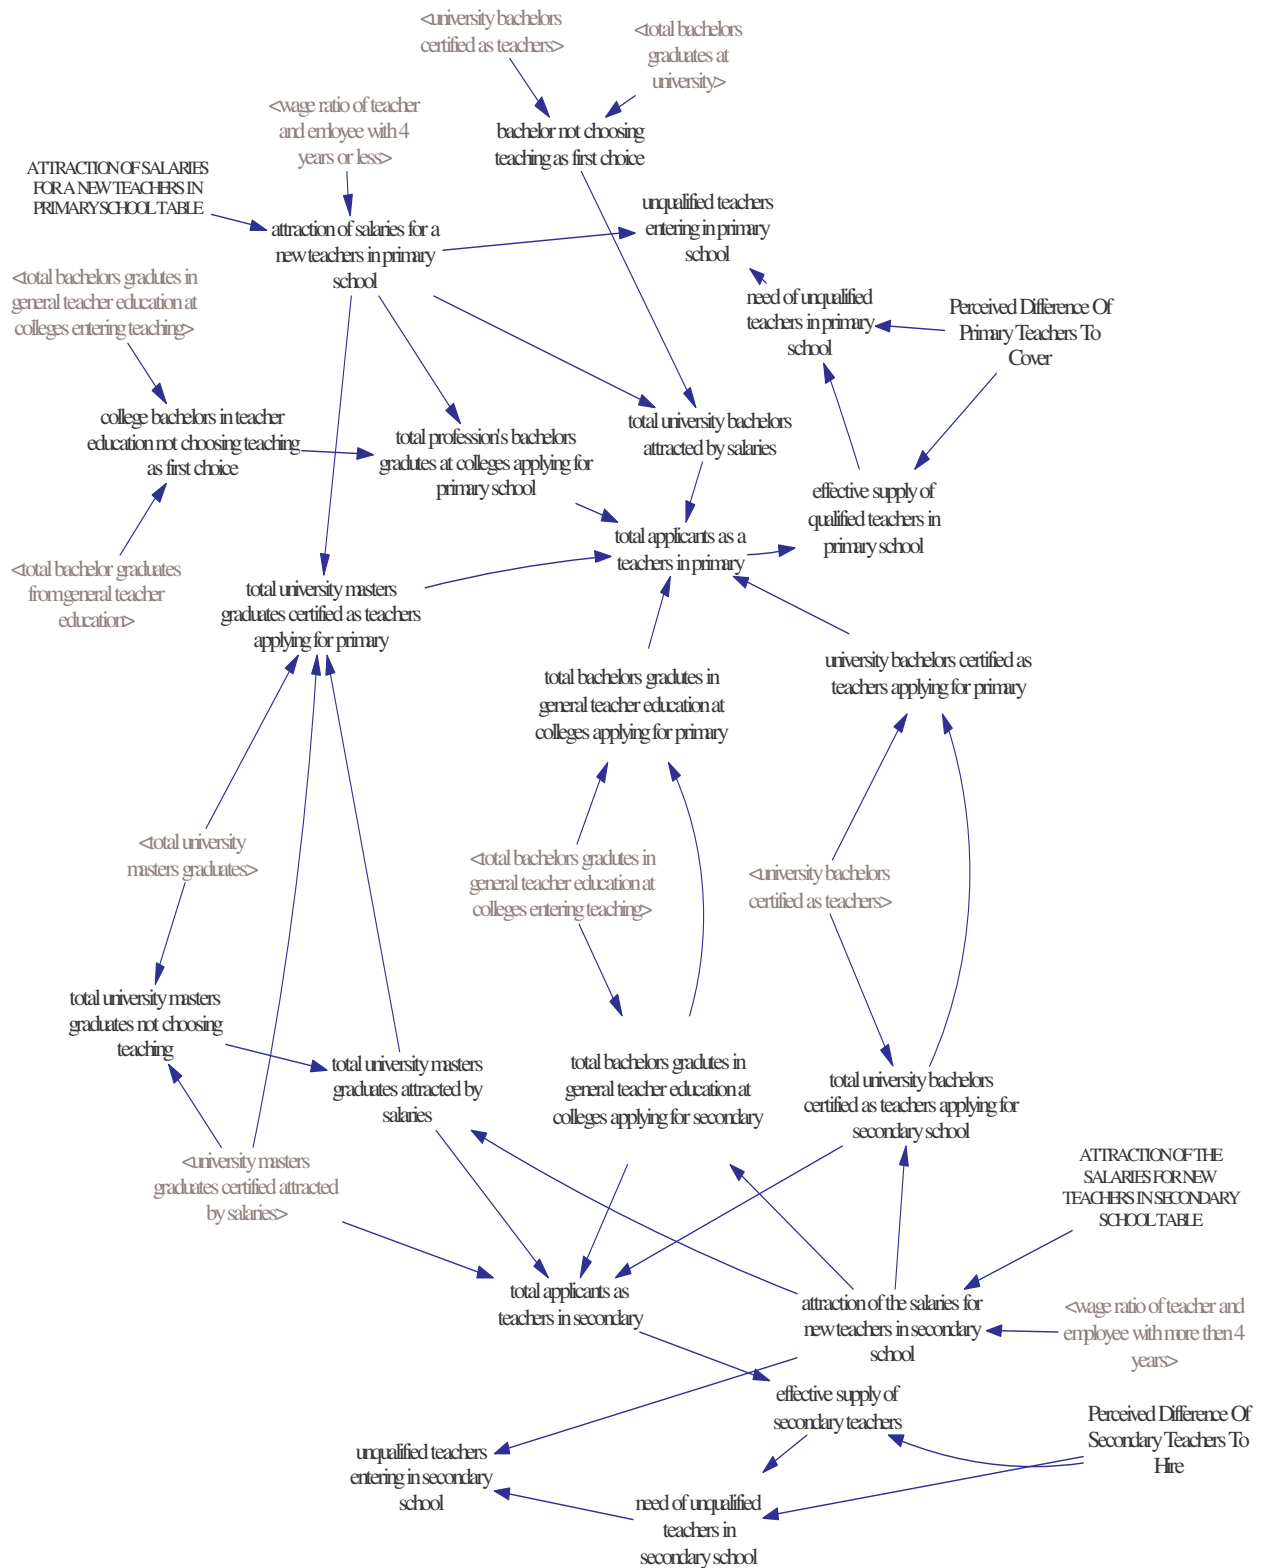 <university bachelors
certified as teachers>
<total bachelors
graduates at
university>
<wage ratio of teacher
and emloyee with 4
years or less>
bachelor not choosing
teaching as first choice
ATTRACTION OF SALARIES
FOR A NEW TEACHERS IN
PRIMARY SCHOOL TABLE
attraction of salaries for a
new teachers in primary
school
unqualified teachers
entering in primary
school
<total bachelors gradutes in
general teacher education at
colleges entering teaching>
need of unqualified
teachers in primary
school
Perceived Difference Of
Primary Teachers To
Cover
college bachelors in teacher
education not choosing teaching
as first choice
total profession's bachelors
gradutes at colleges applying for
primary school
total university bachelors
attracted by salaries
effective supply of
qualified teachers in
primary school
total applicants as a
teachers in primary
<total bachelor graduates
from general teacher
education>
total university masters
graduates certified as teachers
applying for primary
total bachelors gradutes in
general teacher education at
colleges applying for primary
university bachelors certified as
teachers applying for primary
<total university
masters graduates>
<total bachelors gradutes in
general teacher education at
colleges entering teaching>
<university bachelors
certified as teachers>
total university masters
graduates not choosing
teaching
total university masters
graduates attracted by
salaries
total bachelors gradutes in
general teacher education at
colleges applying for secondary
total university bachelors
certified as teachers applying for
secondary school
<university masters
graduates certified attracted
by salaries>
ATTRACTION OF THE
SALARIES FOR NEW
TEACHERS IN SECONDARY
SCHOOL TABLE
total applicants as
teachers in secondary
attraction of the salaries for
new teachers in secondary
school
<wage ratio of teacher and
employee with more then 4
years>
effective supply of
secondary teachers
Perceived Difference Of
Secondary Teachers To
Hire
unqualified teachers
entering in secondary
school
need of unqualified
teachers in
secondary school